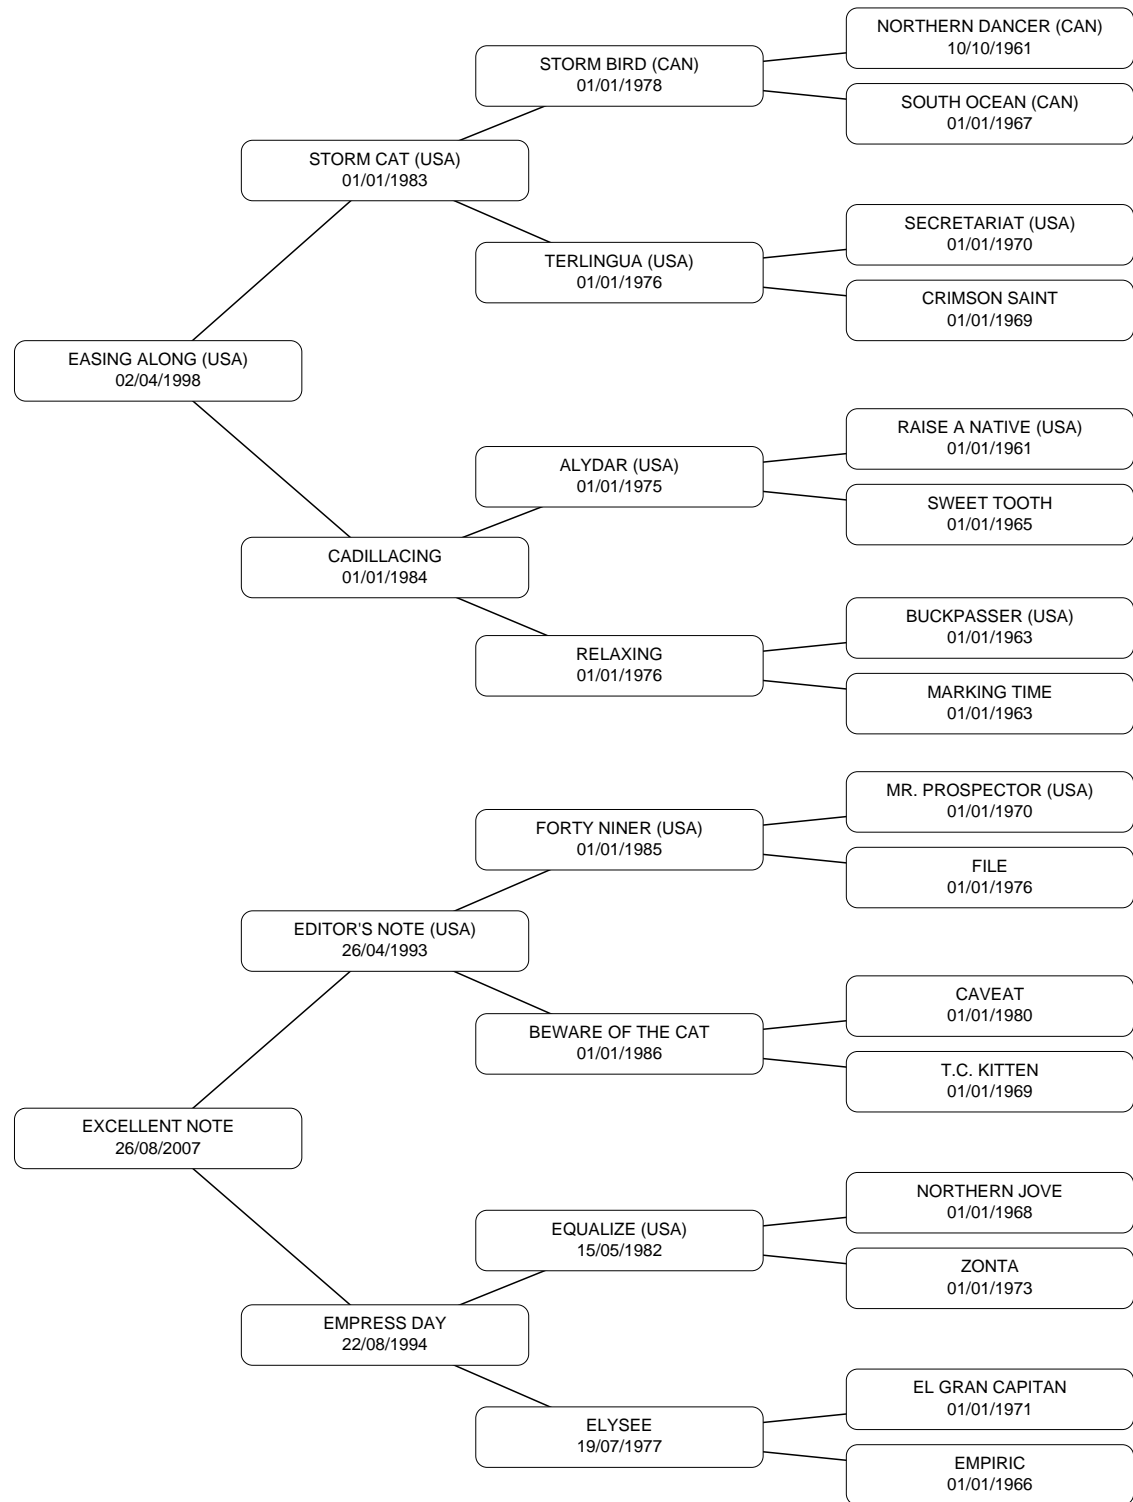 NORTHERN DANCER (CAN)
10/10/1961
STORM BIRD (CAN)
01/01/1978
SOUTH OCEAN (CAN)
01/01/1967
STORM CAT (USA)
01/01/1983
SECRETARIAT (USA)
01/01/1970
TERLINGUA (USA)
01/01/1976
CRIMSON SAINT
01/01/1969
EASING ALONG (USA)
02/04/1998
RAISE A NATIVE (USA)
01/01/1961
ALYDAR (USA)
01/01/1975
SWEET TOOTH
01/01/1965
CADILLACING
01/01/1984
BUCKPASSER (USA)
01/01/1963
RELAXING
01/01/1976
MARKING TIME
01/01/1963
MR. PROSPECTOR (USA)
01/01/1970
FORTY NINER (USA)
01/01/1985
FILE
01/01/1976
EDITOR'S NOTE (USA)
26/04/1993
CAVEAT
01/01/1980
BEWARE OF THE CAT
01/01/1986
T.C. KITTEN
01/01/1969
EXCELLENT NOTE
26/08/2007
NORTHERN JOVE
01/01/1968
EQUALIZE (USA)
15/05/1982
ZONTA
01/01/1973
EMPRESS DAY
22/08/1994
EL GRAN CAPITAN
01/01/1971
ELYSEE
19/07/1977
EMPIRIC
01/01/1966